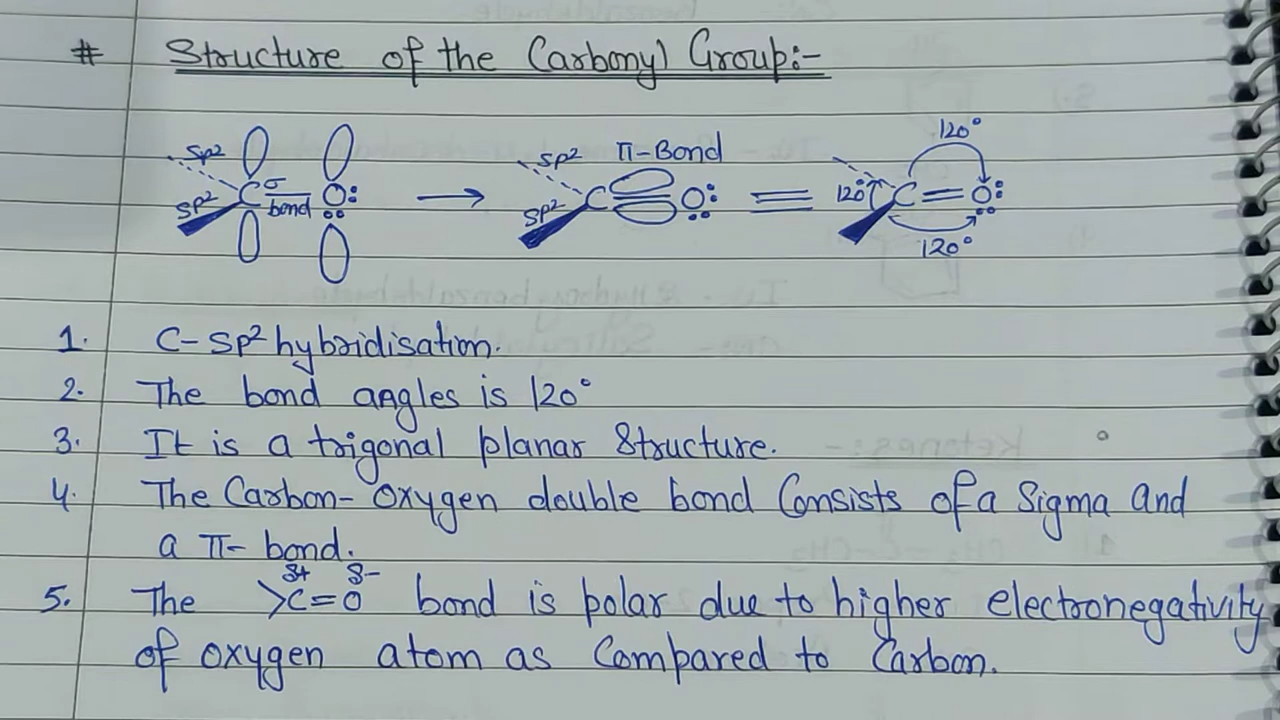 # Structure of the Carbonyl Group:-
sp² sp² C σ bond O: → sp² sp² π-Bond C O: = 120° 120° C=O: 120°
1. C-sp² hybridisation.
2. The bond angles is 120°
3. It is a trigonal planar structure.
4. The Carbon-oxygen double bond Consists of a Sigma and
a π- bond.
δ+ δ-
5. The >C=O bond is polar due to higher electronegativity
of oxygen atom as Compared to Carbon.